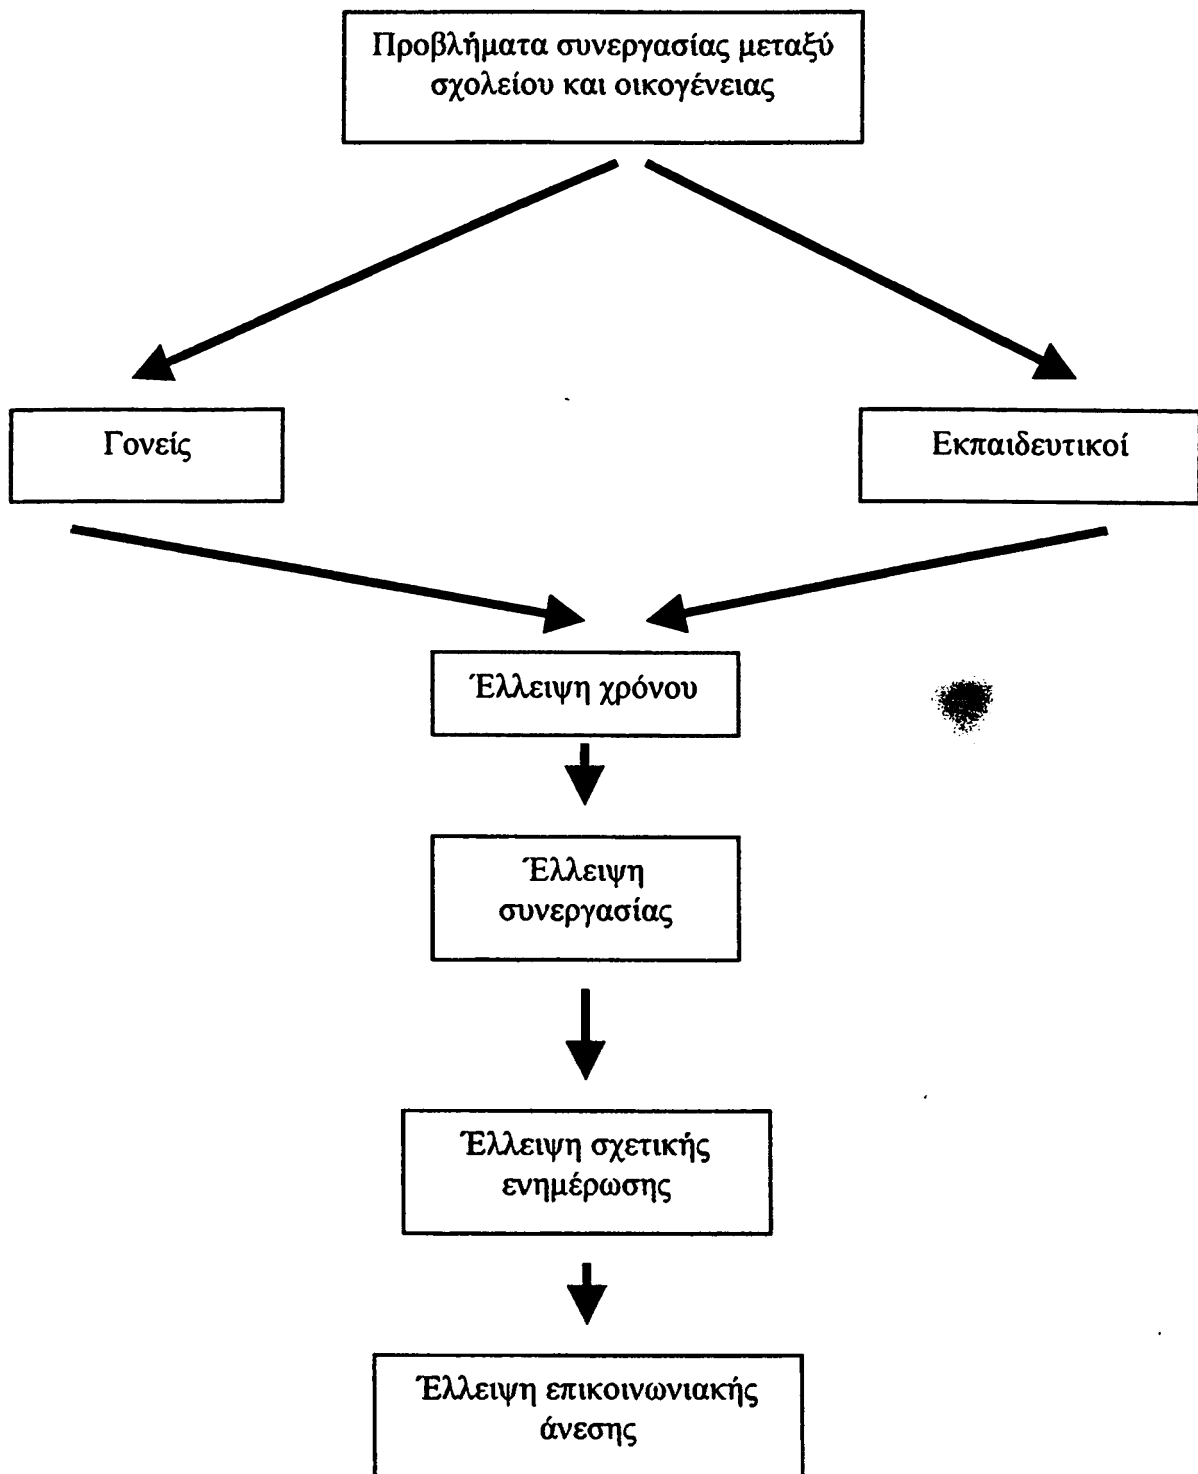 Προβλήματα συνεργασίας μεταξύ
σχολείου και οικογένειας
Γονείς
Εκπαιδευτικοί
Έλλειψη χρόνου
Έλλειψη
συνεργασίας
Έλλειψη σχετικής
ενημέρωσης
Έλλειψη επικοινωνιακής
άνεσης